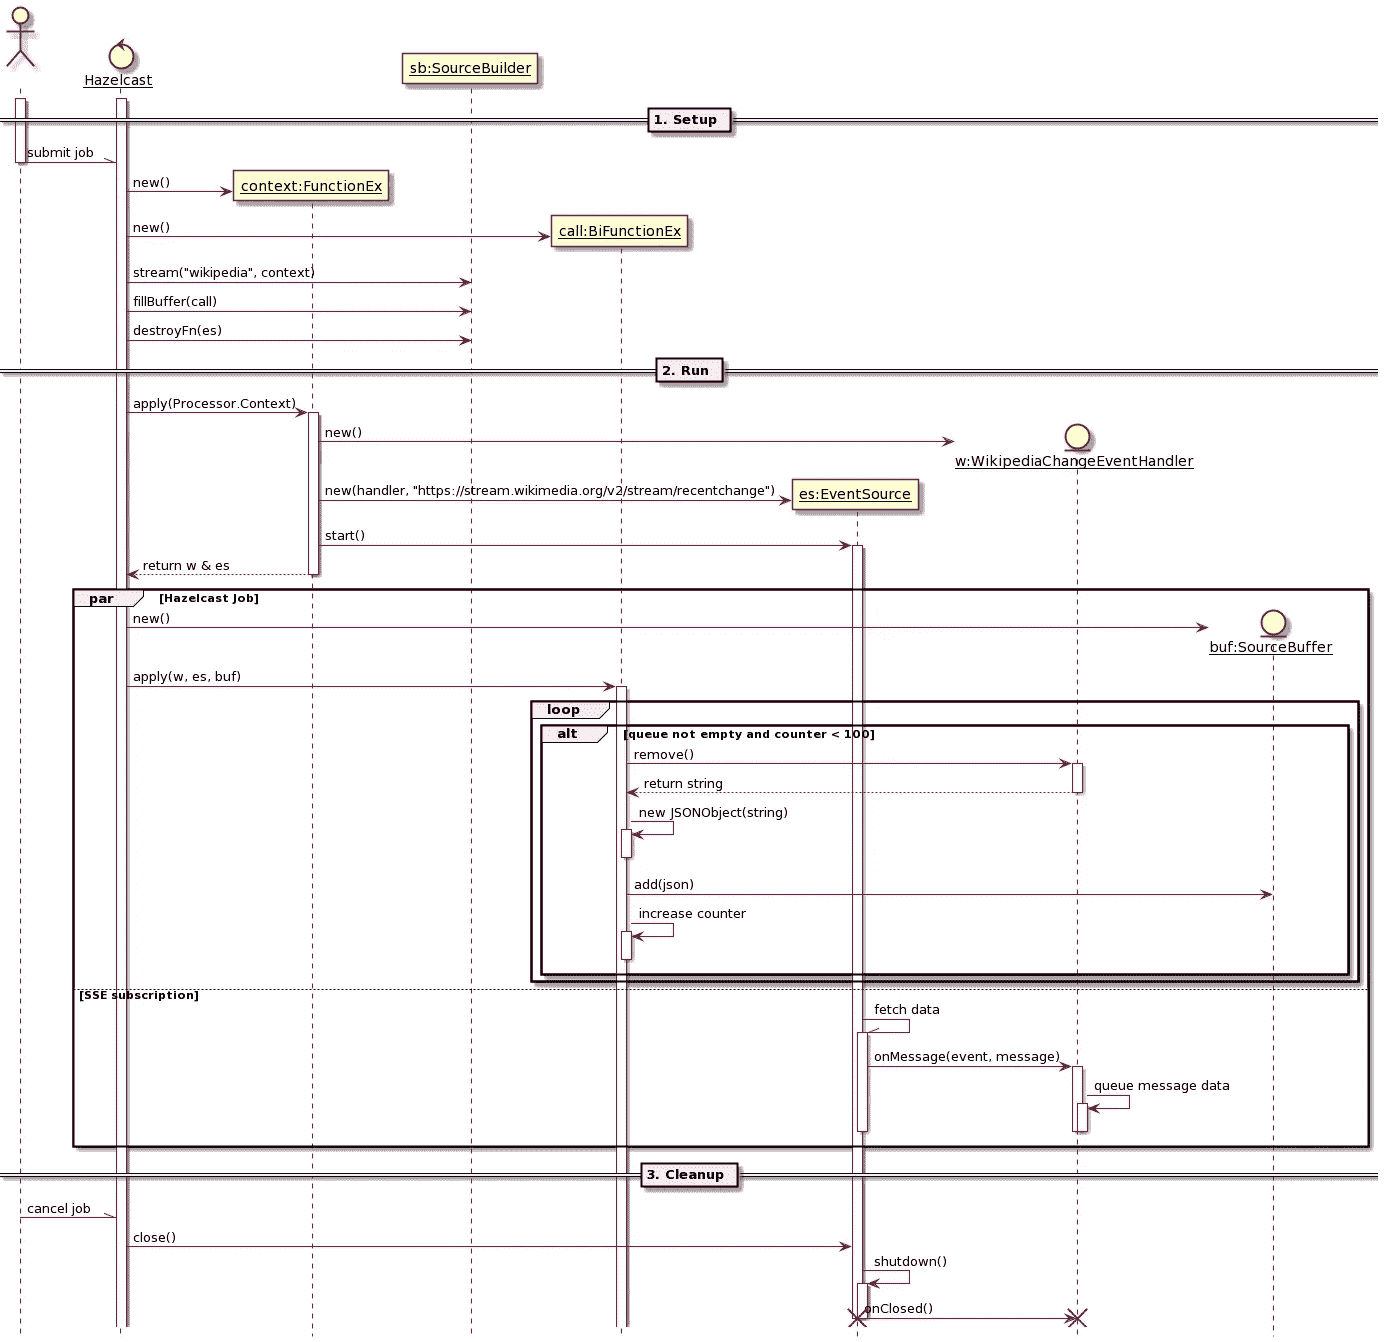 Hazelcast
sb:SourceBuilder
1. Setup
submit job
new()
context:FunctionEx
new()
call:BiFunctionEx
stream("wikipedia", context)
fillBuffer(call)
destroyFn(es)
2. Run
apply(Processor.Context)
new()
w:WikipediaChangeEventHandler
new(handler, "https://stream.wikimedia.org/v2/stream/recentchange")
es:EventSource
start()
return w & es
par [Hazelcast Job]
new()
buf:SourceBuffer
apply(w, es, buf)
loop
alt [queue not empty and counter < 100]
remove()
return string
new JSONObject(string)
add(json)
increase counter
[SSE subscription]
fetch data
onMessage(event, message)
queue message data
3. Cleanup
cancel job
close()
shutdown()
onClosed()